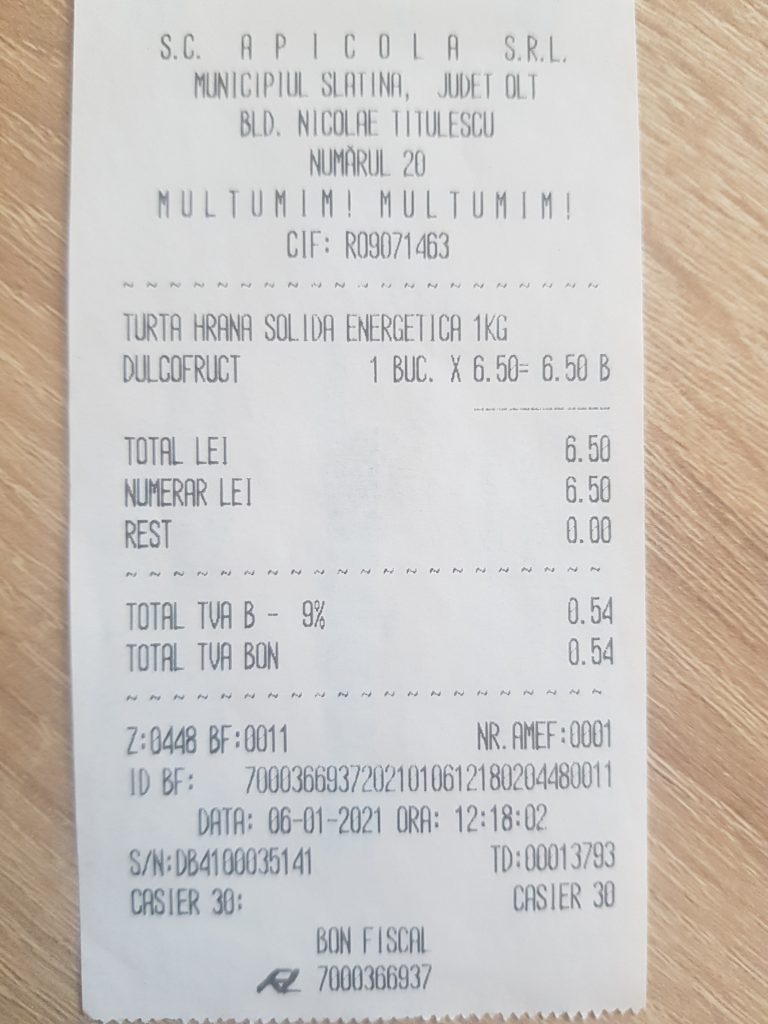 S.C. A P I C O L A S.R.L.
MUNICIPIUL SLATINA, JUDET OLT
BLD. NICOLAE TITULESCU
NUMĂRUL 20
M U L T U M I M ! M U L T U M I M !
CIF: RO9071463
~ ~ ~ ~ ~ ~ ~ ~ ~ ~ ~ ~ ~ ~ ~ ~ ~ ~ ~ ~ ~
TURTA HRANA SOLIDA ENERGETICA 1KG
DULCOFRUCT 1 BUC. X 6.50= 6.50 B
TOTAL LEI 6.50
NUMERAR LEI 6.50
REST 0.00
~ ~ ~ ~ ~ ~ ~ ~ ~ ~ ~ ~ ~ ~ ~ ~ ~ ~ ~ ~ ~
TOTAL TVA B - 9% 0.54
TOTAL TVA BON 0.54
~ ~ ~ ~ ~ ~ ~ ~ ~ ~ ~ ~ ~ ~ ~ ~ ~ ~ ~ ~ ~
Z:0448 BF:0011 NR.AMEF:0001
ID BF: 7000366937202101061218020448​0011
DATA: 06-01-2021 ORA: 12:18:02
S/N:DB4100035141 TD:00013793
CASIER 30: CASIER 30
BON FISCAL
7000366937